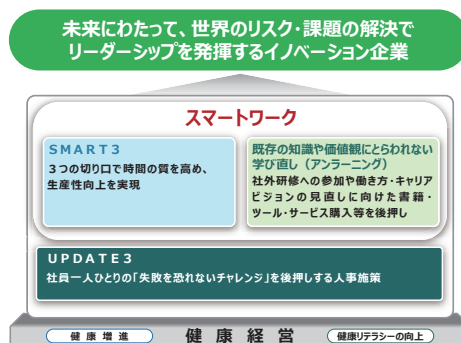 未来にわたって、世界のリスク・課題の解決で
リーダーシップを発揮するイノベーション企業
スマートワーク
SMART3
3つの切り口で時間の質を高め、
生産性向上を実現
既存の知識や価値観にとらわれない
学び直し（アンラーニング）
社外研修への参加や働き方・キャリア
ビジョンの見直しに向けた書籍・
ツール・サービス購入等を後押し
UPDATE3
社員一人ひとりの「失敗を恐れないチャレンジ」を後押しする人事施策
健康増進
健康経営
健康リテラシーの向上